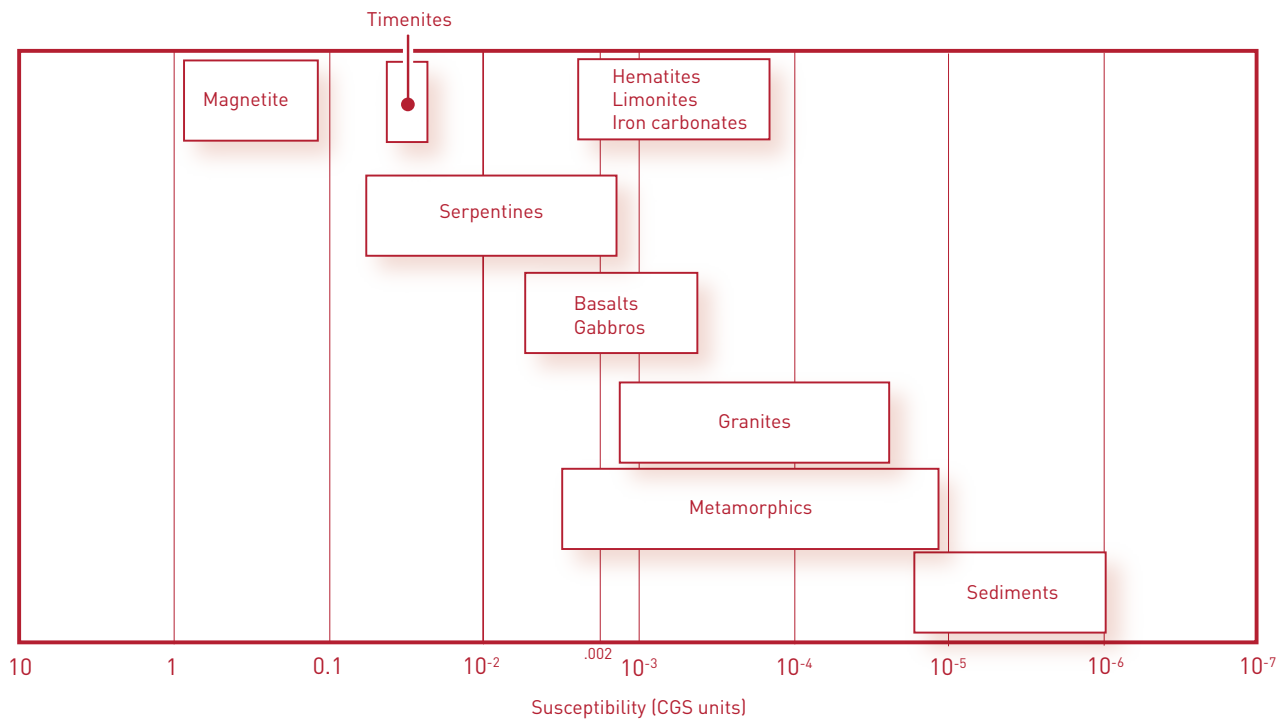 Timenites
Magnetite
Hematites
Limonites
Iron carbonates
Serpentines
Basalts
Gabbros
Granites
Metamorphics
Sediments
10 1 0.1 10⁻² .002 10⁻³ 10⁻⁴ 10⁻⁵ 10⁻⁶ 10⁻⁷
Susceptibility (CGS units)